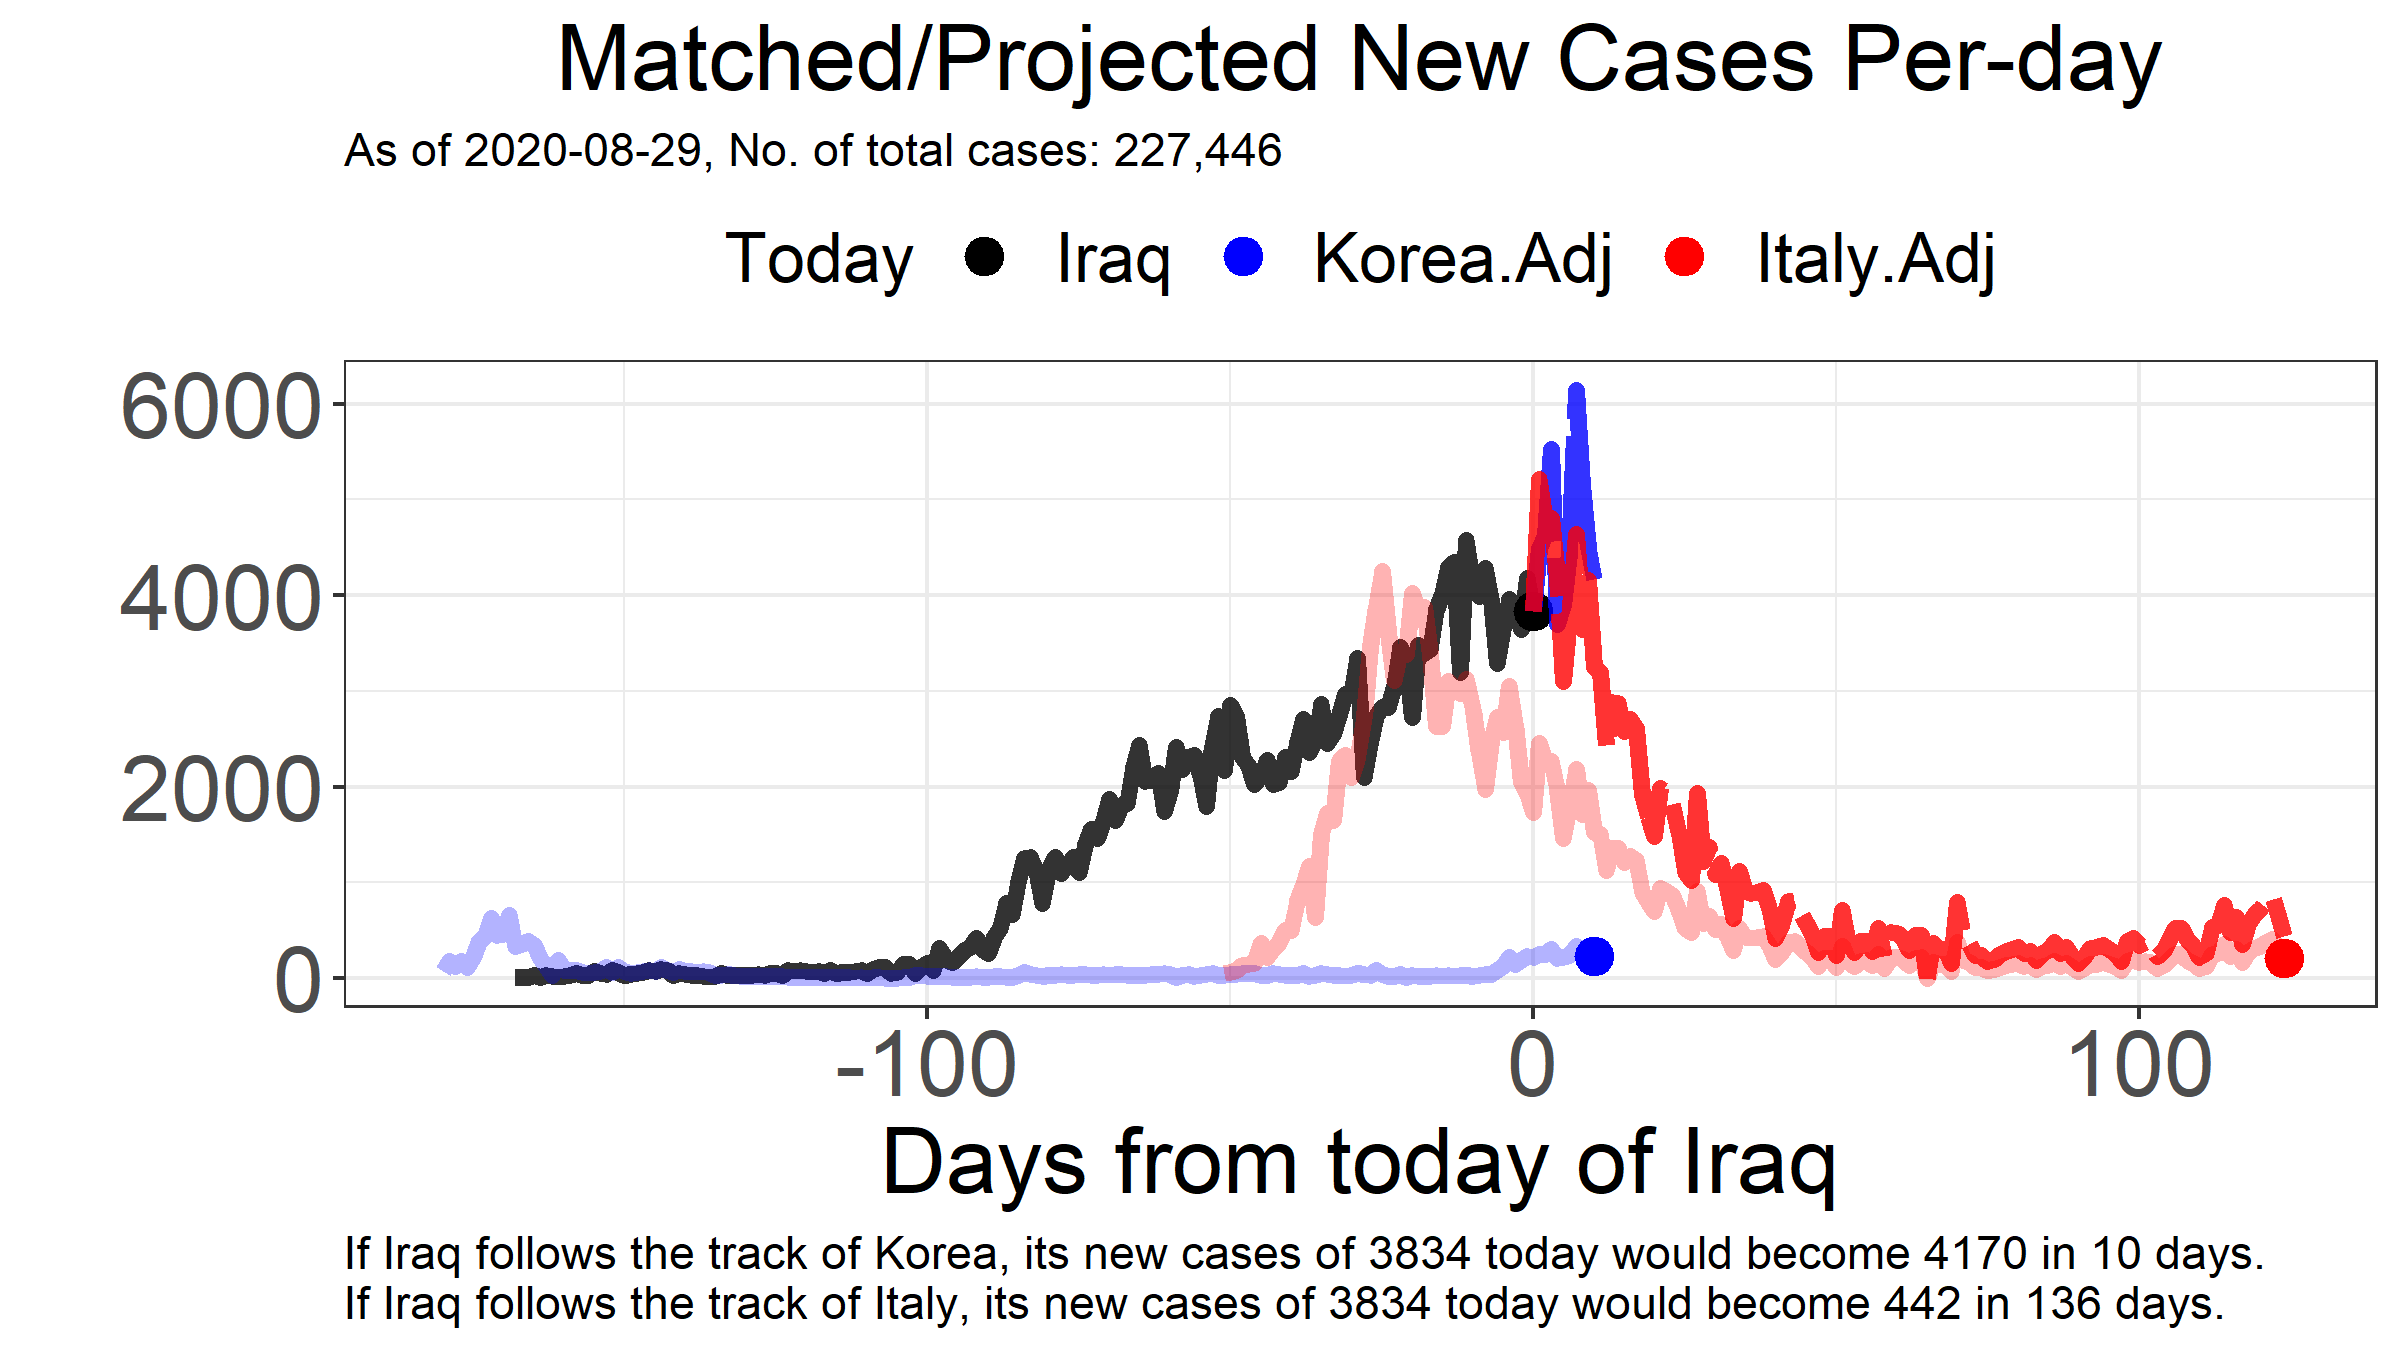 Matched/Projected New Cases Per-day
As of 2020-08-29, No. of total cases: 227,446
Today Iraq Korea.Adj Italy.Adj
6000
4000
2000
0
-100 0 100
Days from today of Iraq
If Iraq follows the track of Korea, its new cases of 3834 today would become 4170 in 10 days.
If Iraq follows the track of Italy, its new cases of 3834 today would become 442 in 136 days.